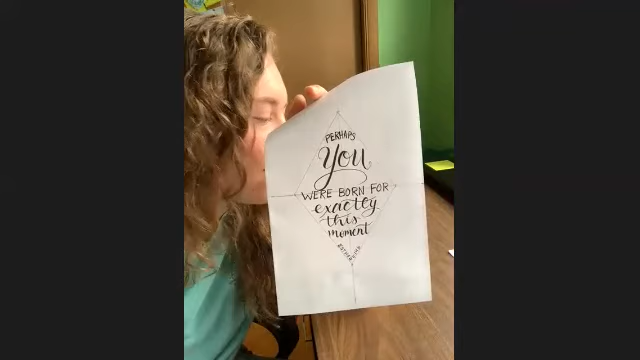 PERHAPS
You
WERE BORN FOR
exactly
this
moment